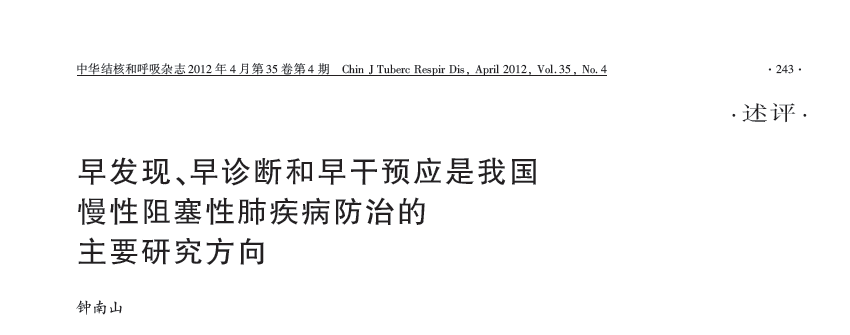 中华结核和呼吸杂志2012年4月第35卷第4期 Chin J Tuberc Respir Dis, April 2012, Vol. 35, No. 4 ·243·
·述评·
早发现、早诊断和早干预应是我国
慢性阻塞性肺疾病防治的
主要研究方向
钟南山